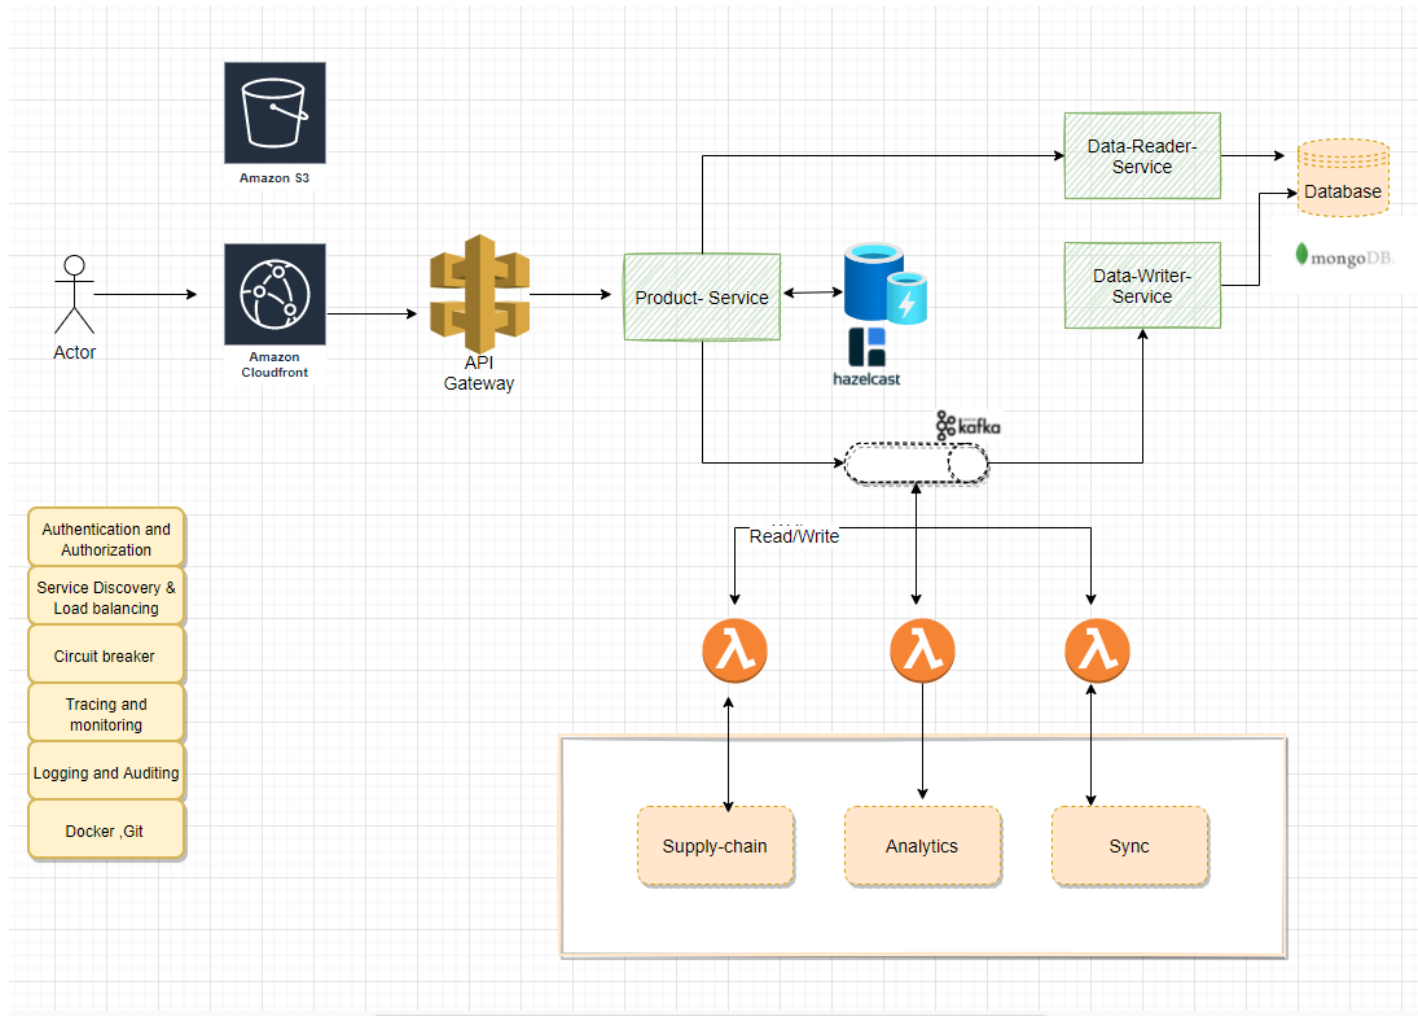 Amazon S3
Actor
Amazon
Cloudfront
API
Gateway
Product- Service
hazelcast
Data-Reader-
Service
Database
mongoDB.
Data-Writer-
Service
kafka
Read/Write
Authentication and
Authorization
Service Discovery &
Load balancing
Circuit breaker
Tracing and
monitoring
Logging and Auditing
Docker ,Git
λ
λ
λ
Supply-chain
Analytics
Sync